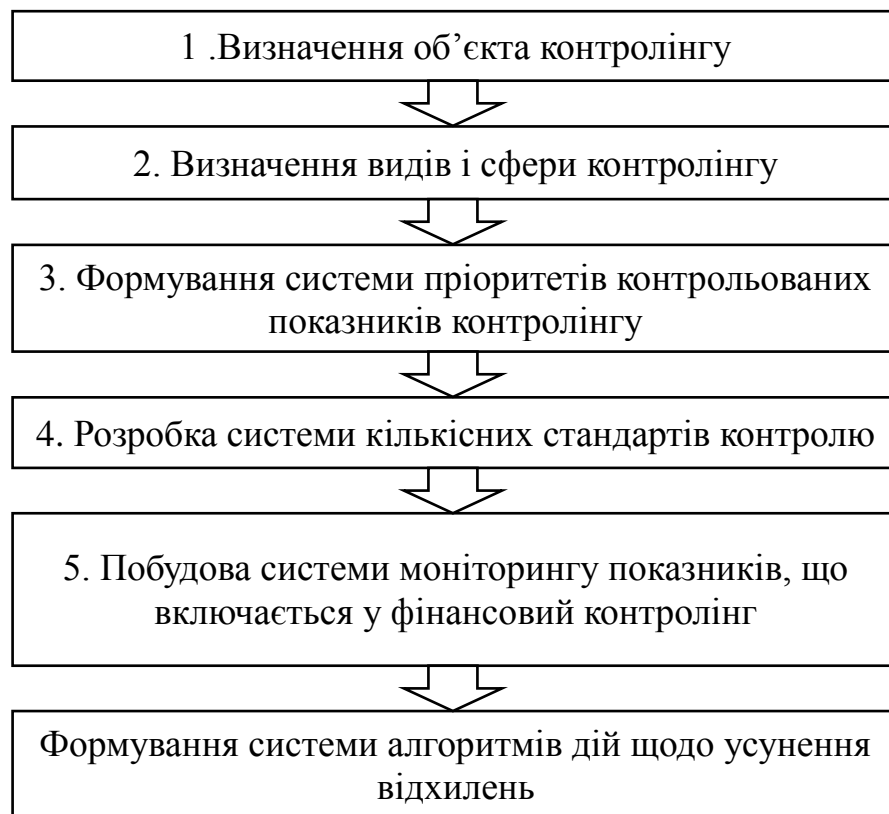 1 .Визначення об’єкта контролінгу
2. Визначення видів і сфери контролінгу
3. Формування системи пріоритетів контрольованих
показників контролінгу
4. Розробка системи кількісних стандартів контролю
5. Побудова системи моніторингу показників, що
включається у фінансовий контролінг
Формування системи алгоритмів дій щодо усунення
відхилень